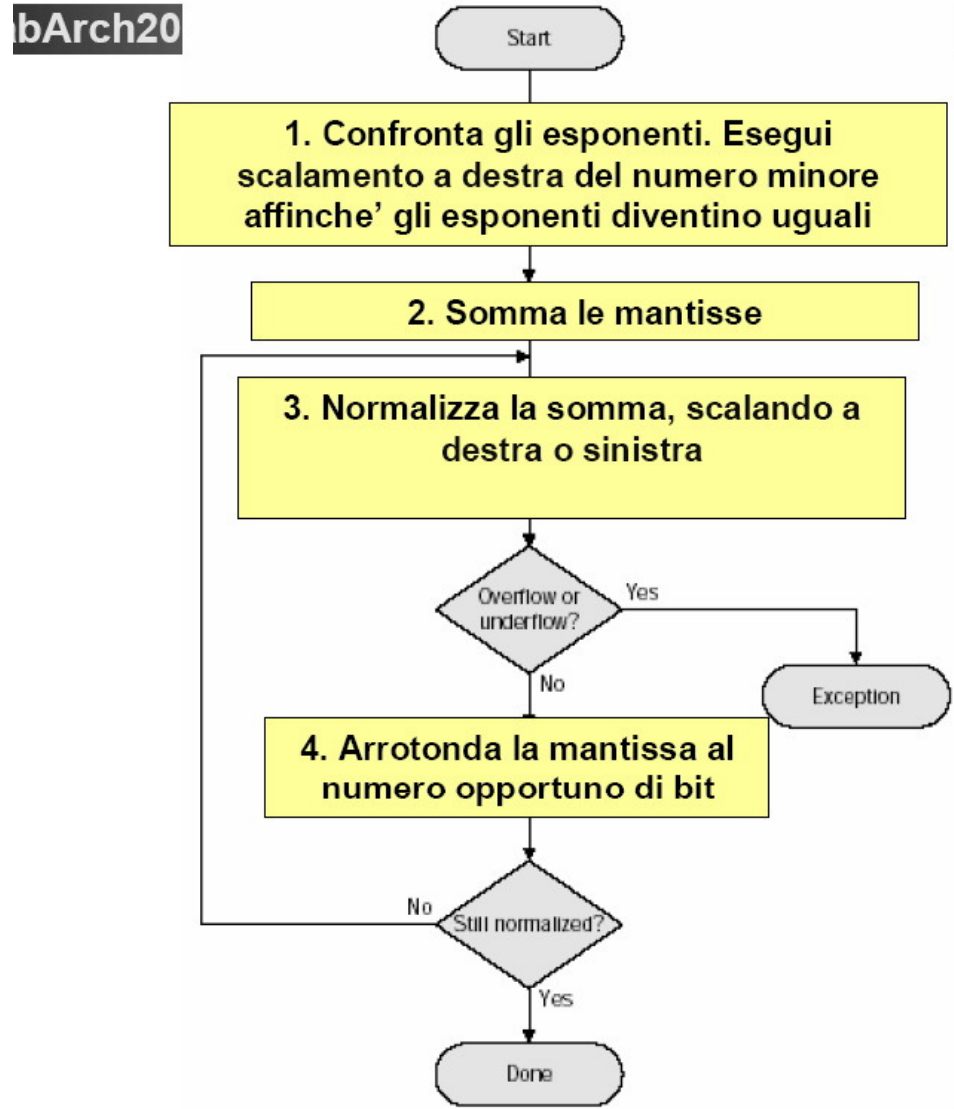 bArch20
Start
1. Confronta gli esponenti. Esegui
scalamento a destra del numero minore
affinche' gli esponenti diventino uguali
2. Somma le mantisse
3. Normalizza la somma, scalando a
destra o sinistra
Overflow or
underflow?
Yes
No
Exception
4. Arrotonda la mantissa al
numero opportuno di bit
No
Still normalized?
Yes
Done